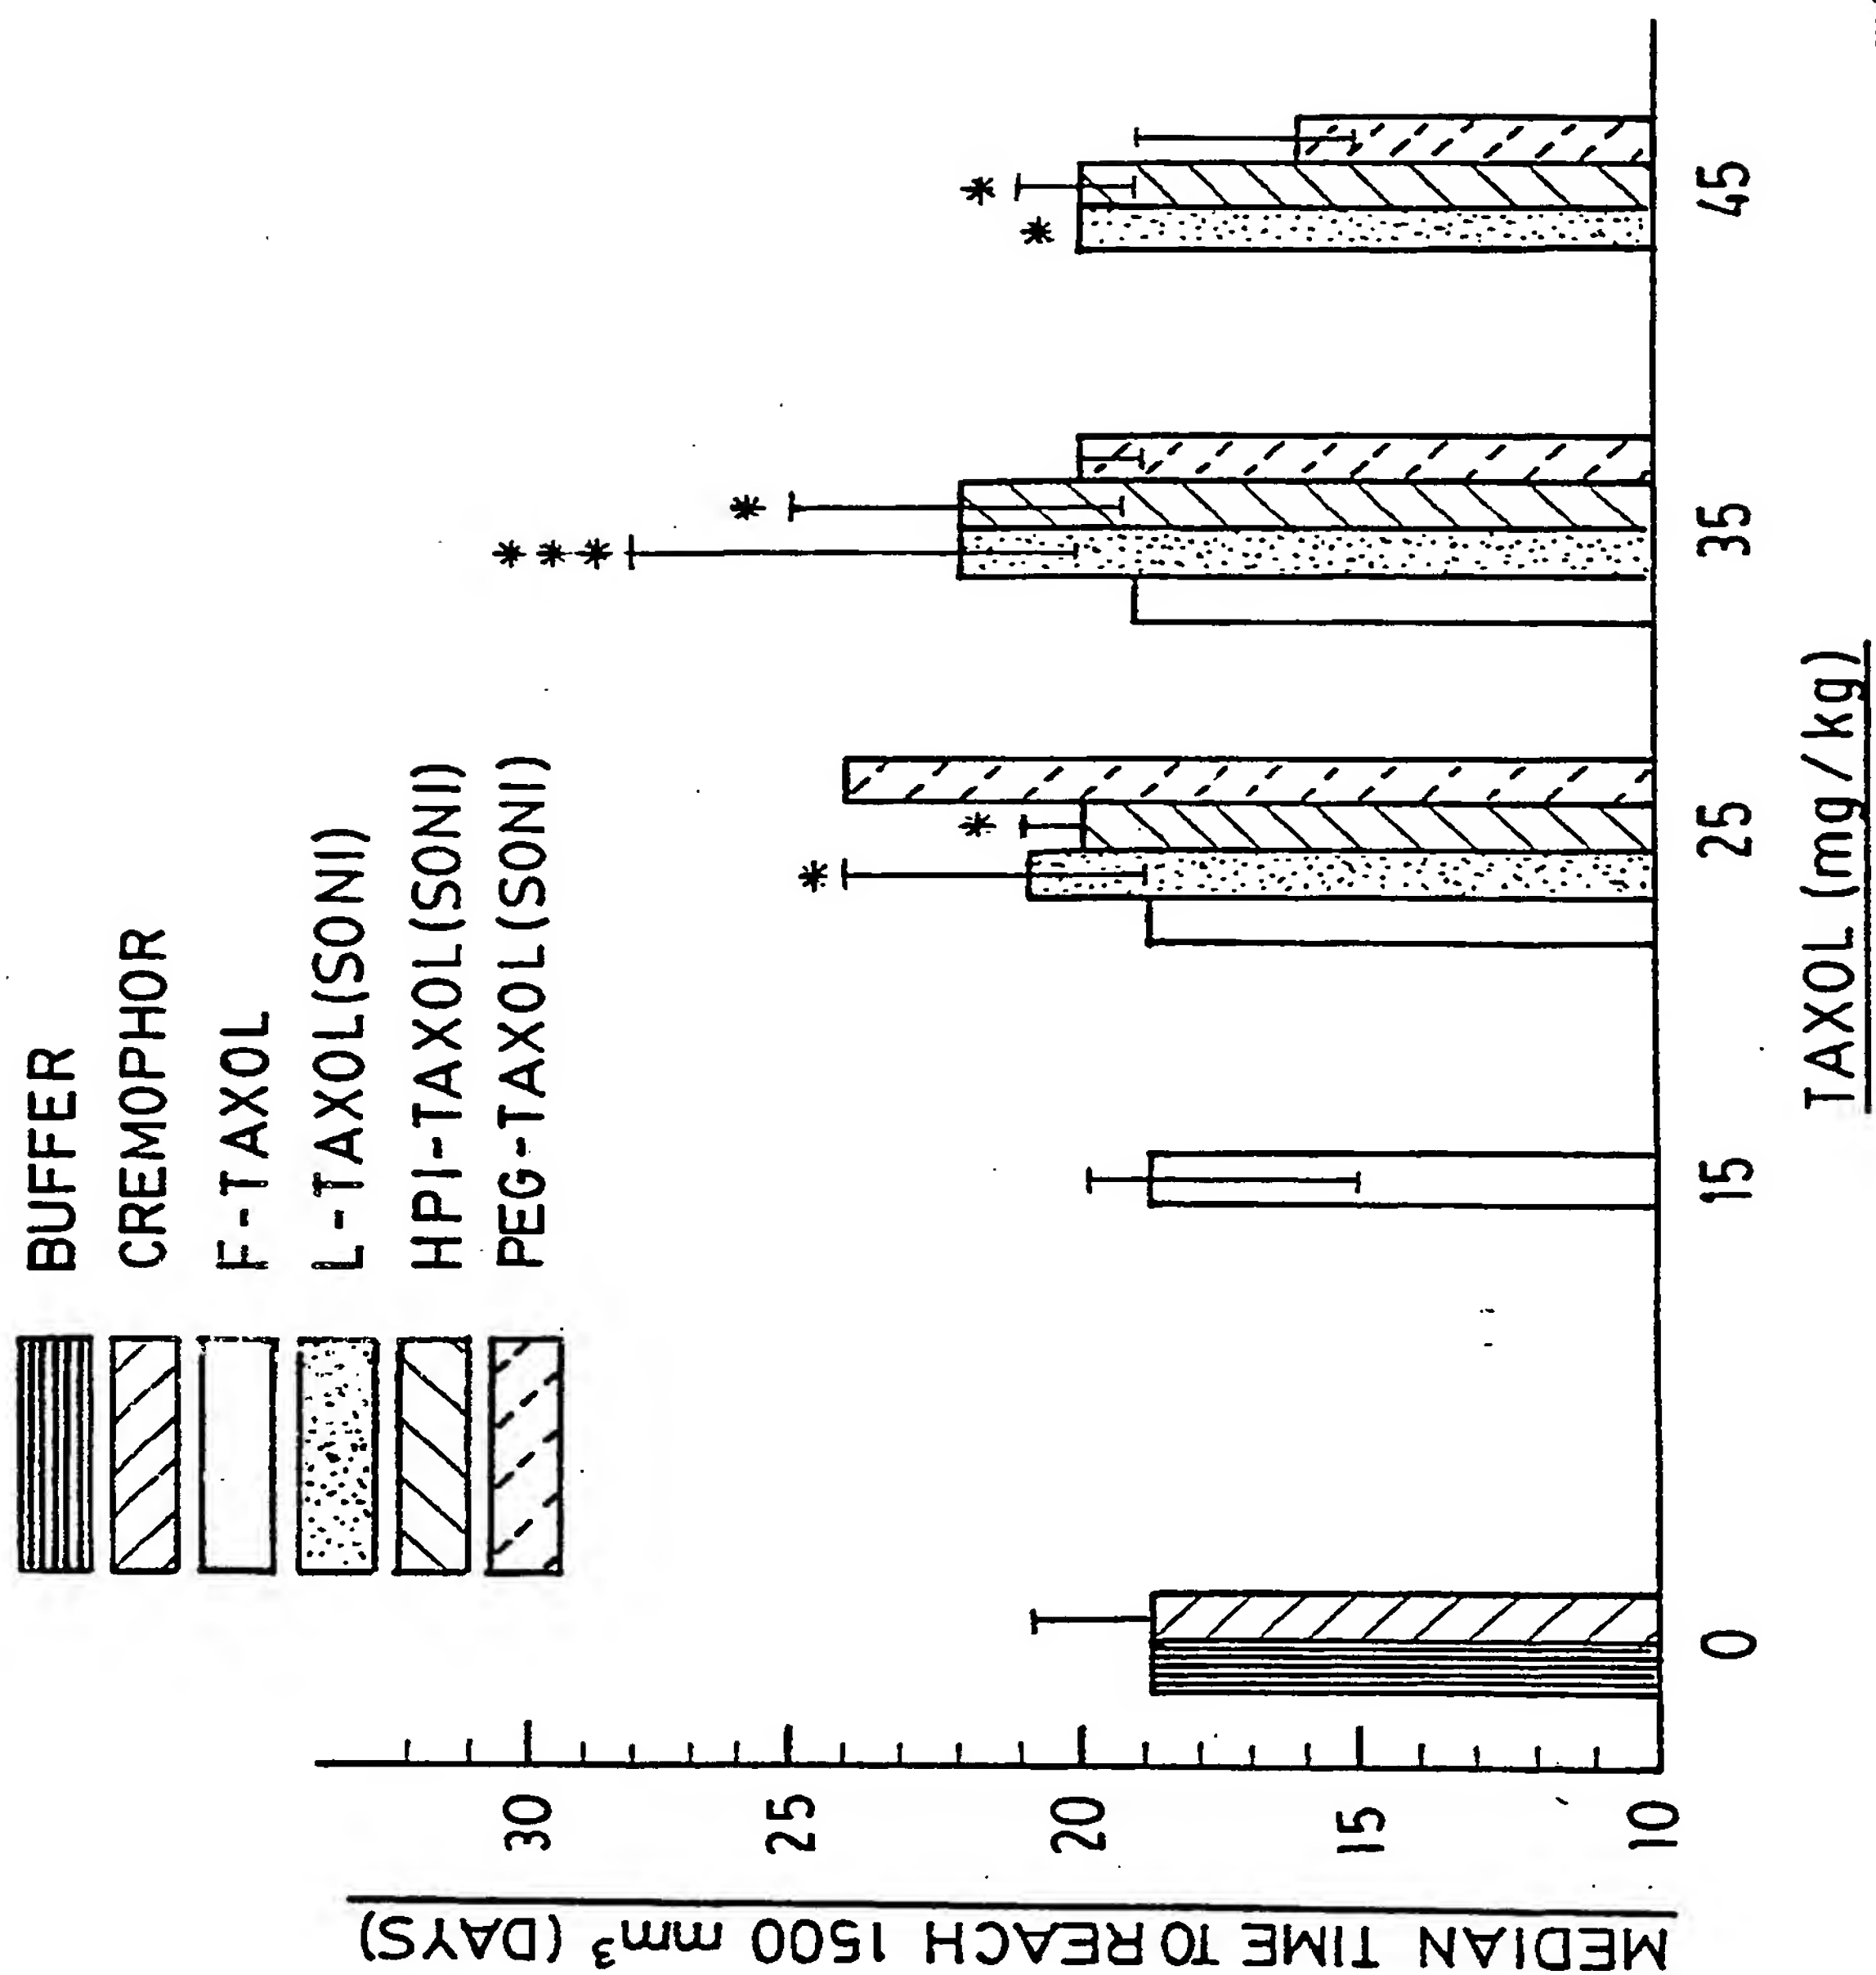 BUFFER
CREMOPHOR
F-TAXOL
L-TAXOL(SONI)
HPI-TAXOL(SONI)
PEG-TAXOL(SONI)
MEDIAN TIME TO REACH 1500 mm³ (DAYS)
30
25
20
15
10
*
*
***
*
*
*
0
15
25
35
45
TAXOL (mg/kg)